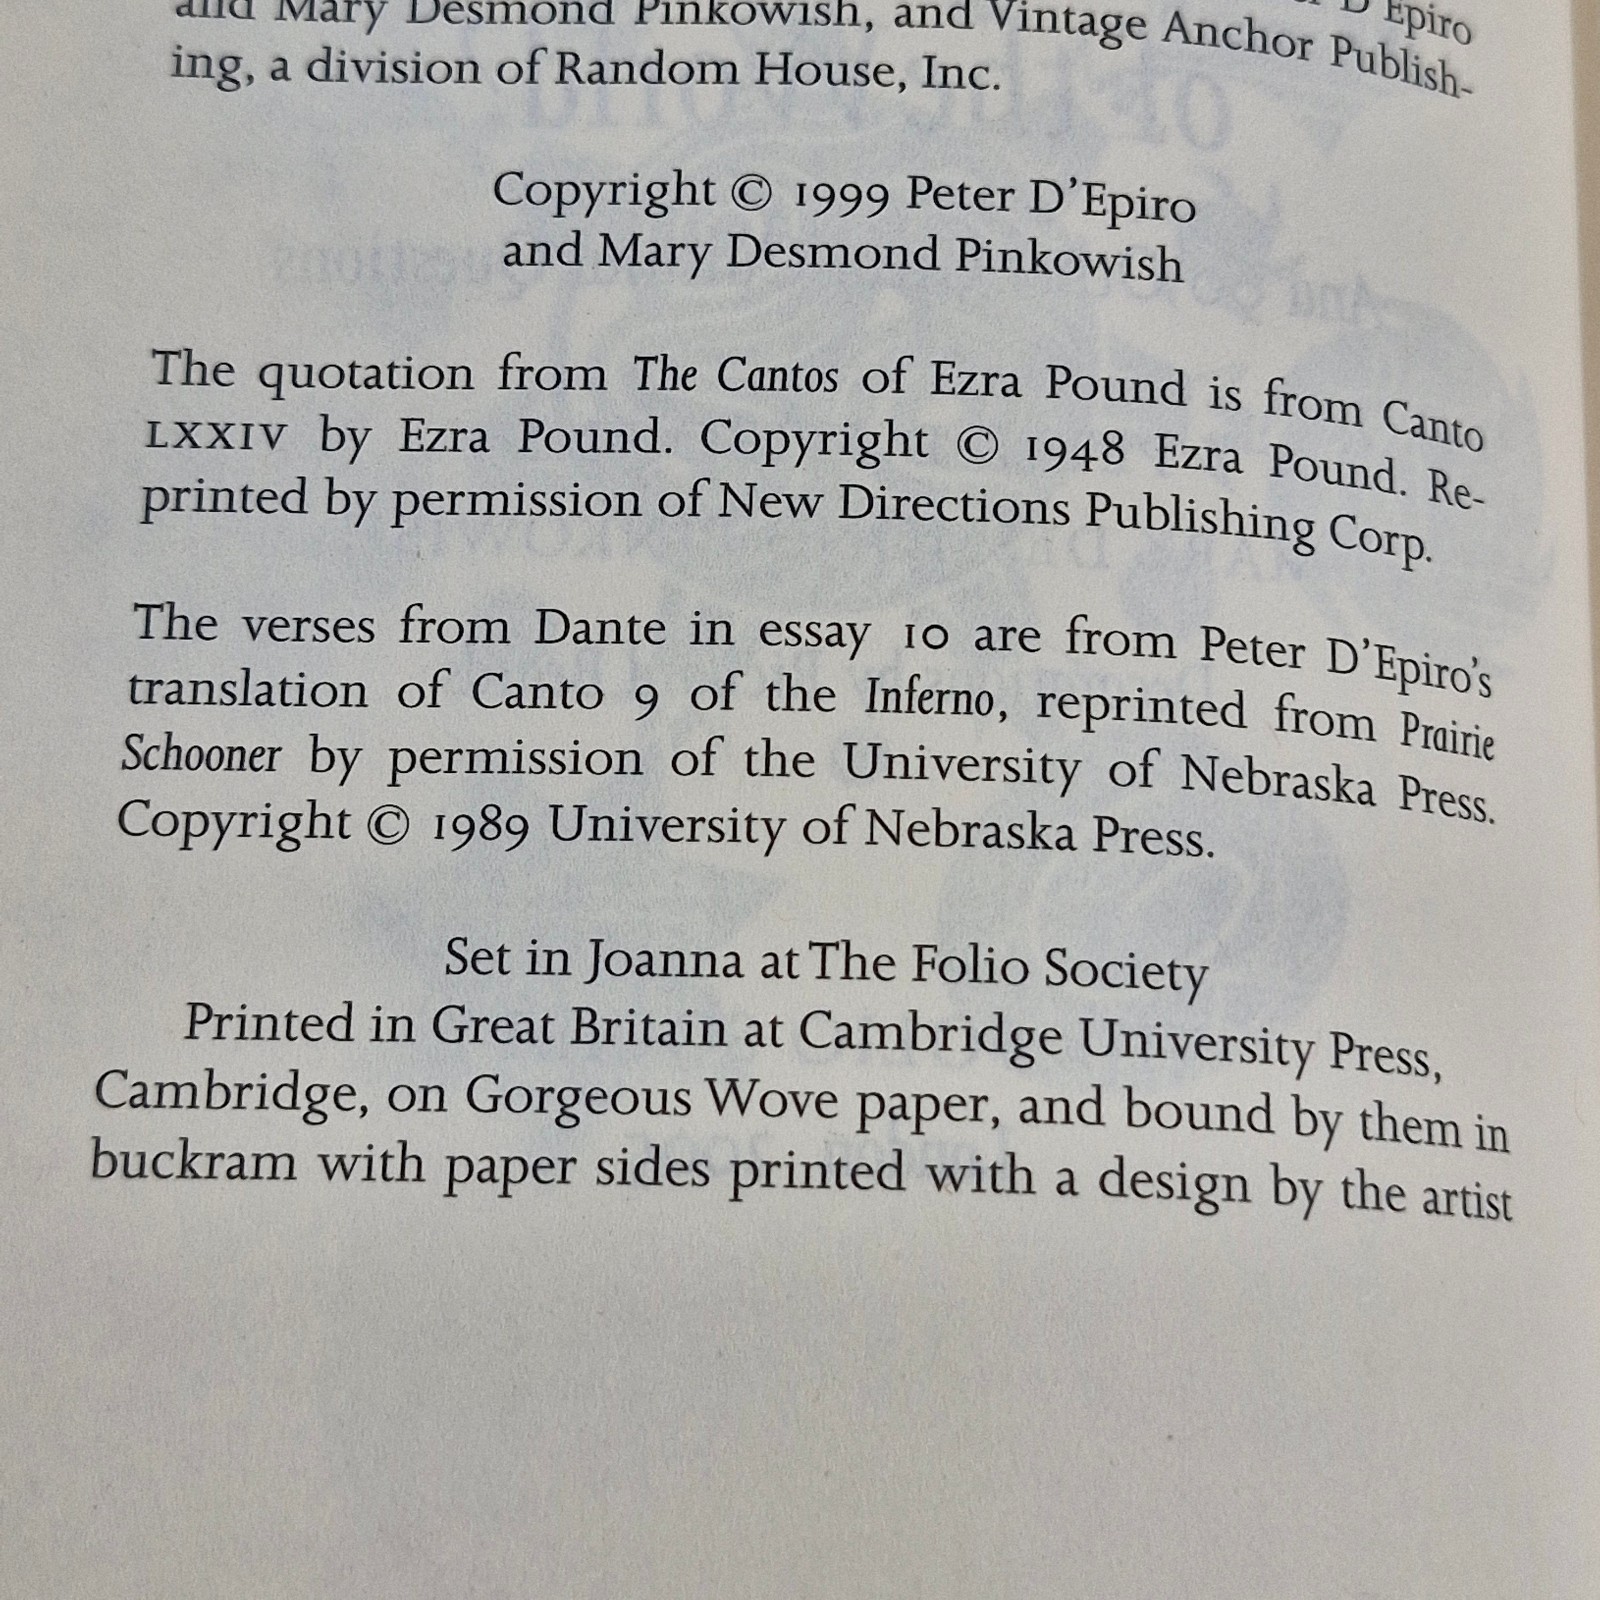 and Mary Desmond Pinkowish, and Vintage Anchor Publish-
ing, a division of Random House, Inc.
Copyright © 1999 Peter D'Epiro
and Mary Desmond Pinkowish
The quotation from The Cantos of Ezra Pound is from Canto
LXXIV by Ezra Pound. Copyright © 1948 Ezra Pound. Re-
printed by permission of New Directions Publishing Corp.
The verses from Dante in essay 10 are from Peter D'Epiro's
translation of Canto 9 of the Inferno, reprinted from Prairie
Schooner by permission of the University of Nebraska Press.
Copyright © 1989 University of Nebraska Press.
Set in Joanna at The Folio Society
Printed in Great Britain at Cambridge University Press,
Cambridge, on Gorgeous Wove paper, and bound by them in
buckram with paper sides printed with a design by the artist